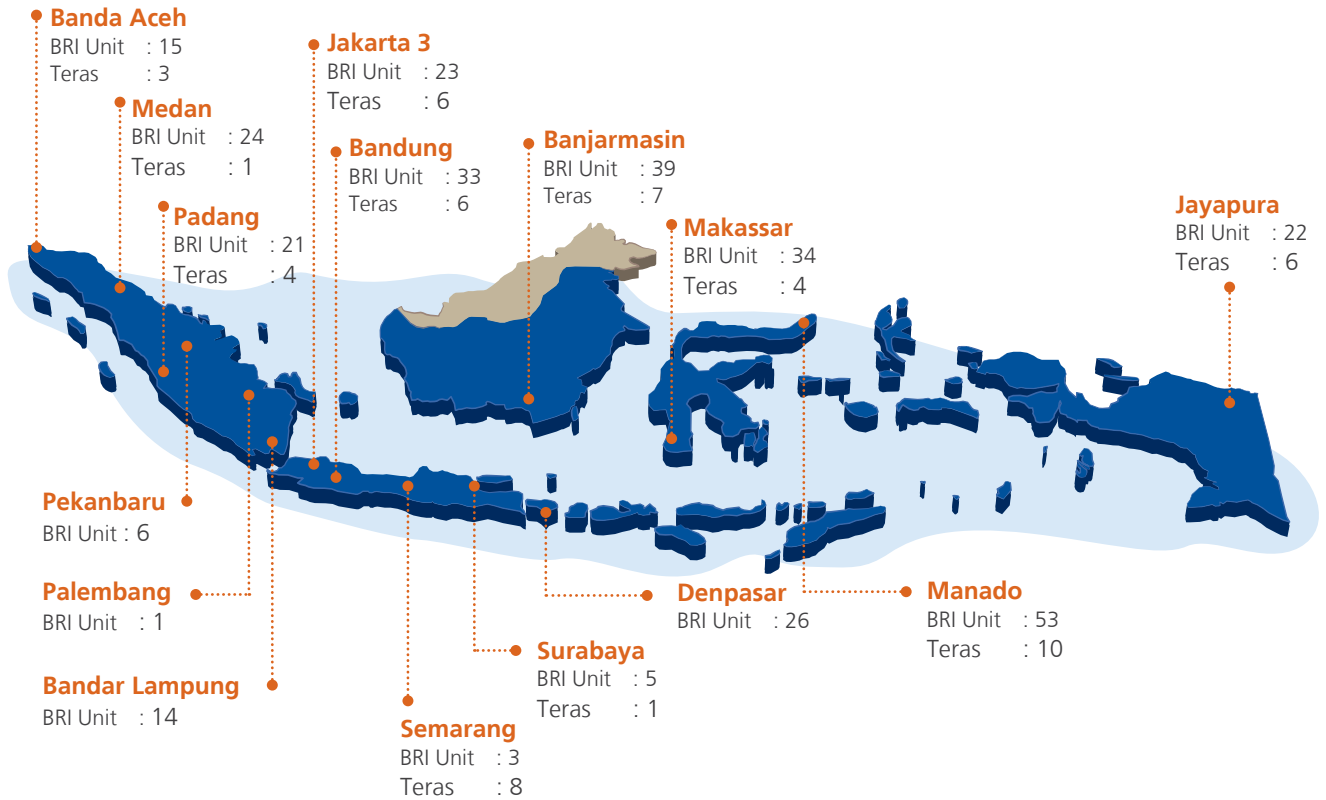 Banda Aceh
BRI Unit : 15
Teras : 3
Jakarta 3
BRI Unit : 23
Teras : 6
Medan
BRI Unit : 24
Teras : 1
Bandung
BRI Unit : 33
Teras : 6
Banjarmasin
BRI Unit : 39
Teras : 7
Padang
BRI Unit : 21
Teras : 4
Makassar
BRI Unit : 34
Teras : 4
Jayapura
BRI Unit : 22
Teras : 6
Pekanbaru
BRI Unit : 6
Palembang
BRI Unit : 1
Bandar Lampung
BRI Unit : 14
Semarang
BRI Unit : 3
Teras : 8
Surabaya
BRI Unit : 5
Teras : 1
Denpasar
BRI Unit : 26
Manado
BRI Unit : 53
Teras : 10